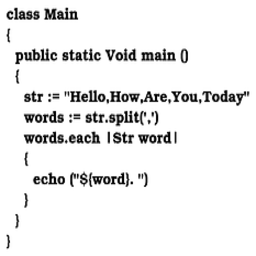 class Main
{
public static Void main ()
{
str := "Hello,How,Are,You,Today"
words := str.split(',')
words.each |Str word|
{
echo ("${word}. ")
}
}
}